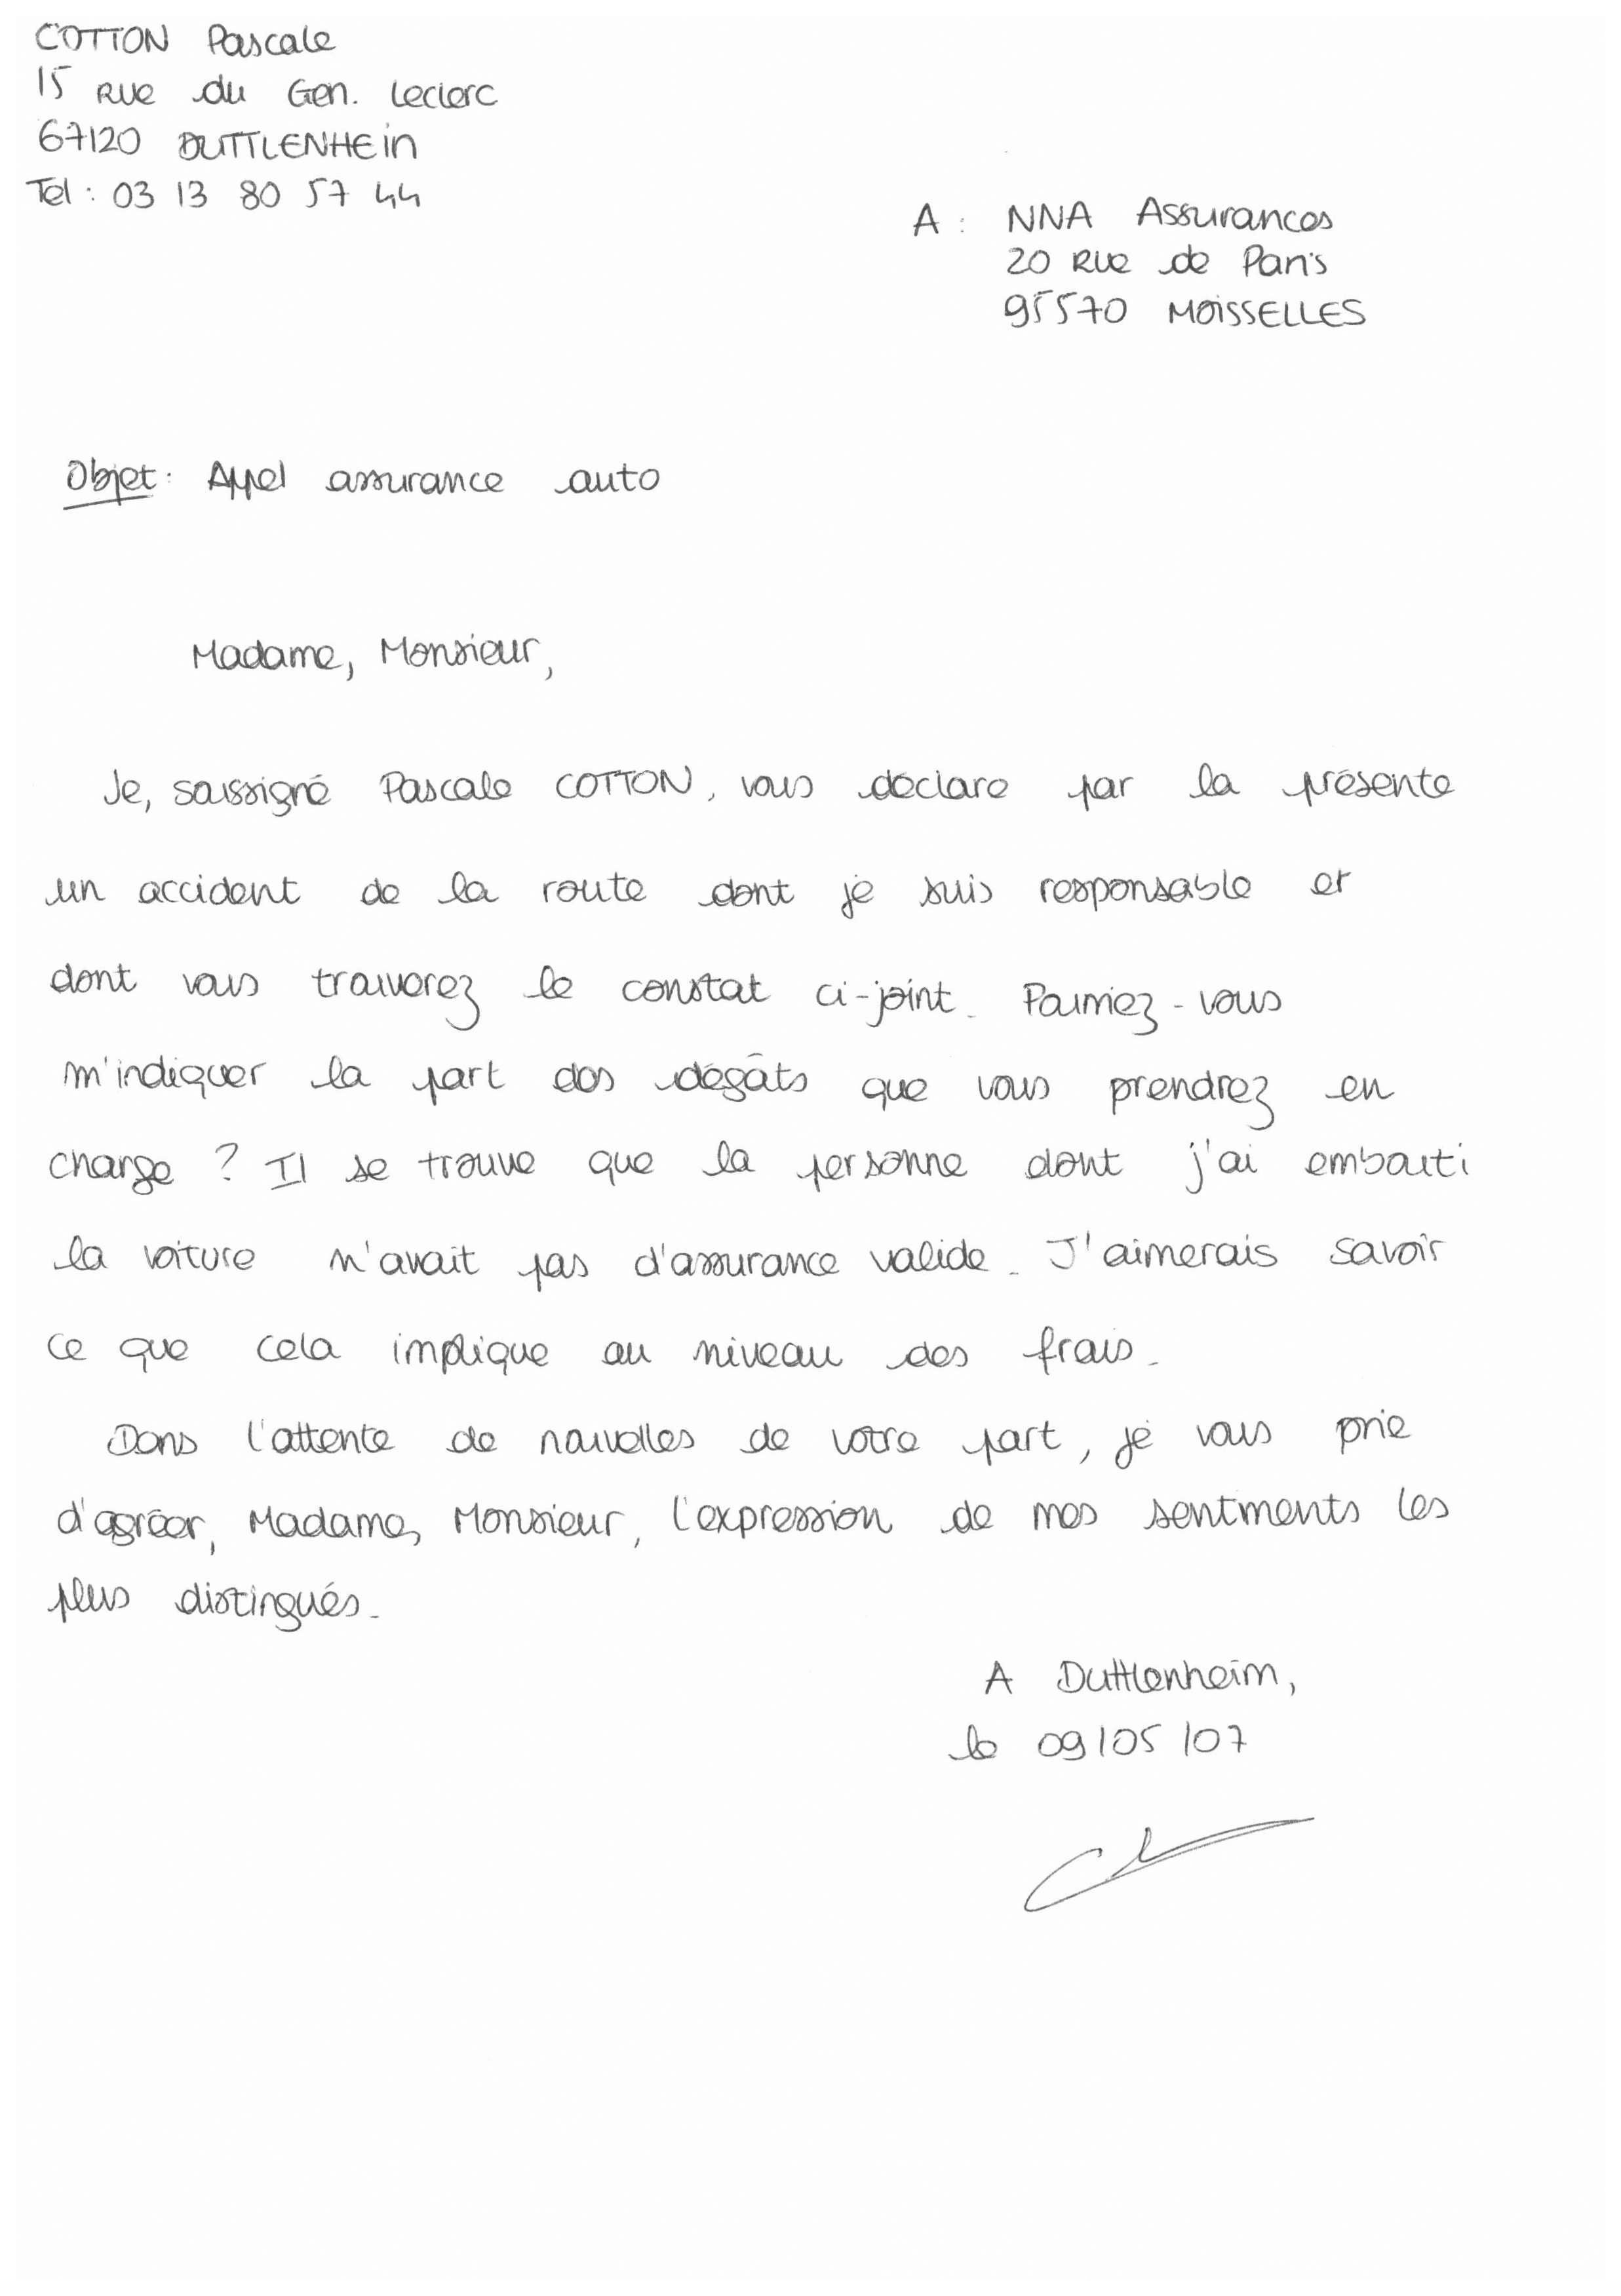 COTTON Pascale
15 Rue du Gen. Leclerc
67120 DUTTLENHEin
Tel : 03 13 80 57 44
A : NNA Assurances
20 Rue de Paris
95570 MOISSELLES
Objet : Appel assurance auto
Madame, Monsieur,
Je, soussigné Pascale COTTON, vous déclare par la présente
un accident de la route dont je suis responsable et
dont vous trouverez le constat ci-joint. Pourriez-vous
m'indiquer la part des dégâts que vous prendrez en
charge ? Il se trouve que la personne dont j'ai embouti
la voiture n'avait pas d'assurance valide. J'aimerais savoir
ce que cela implique au niveau des frais.
Dans l'attente de nouvelles de votre part, je vous prie
d'agréer, Madame, Monsieur, l'expression de mes sentiments les
plus distingués.
A Duttlenheim,
le 09/05/07